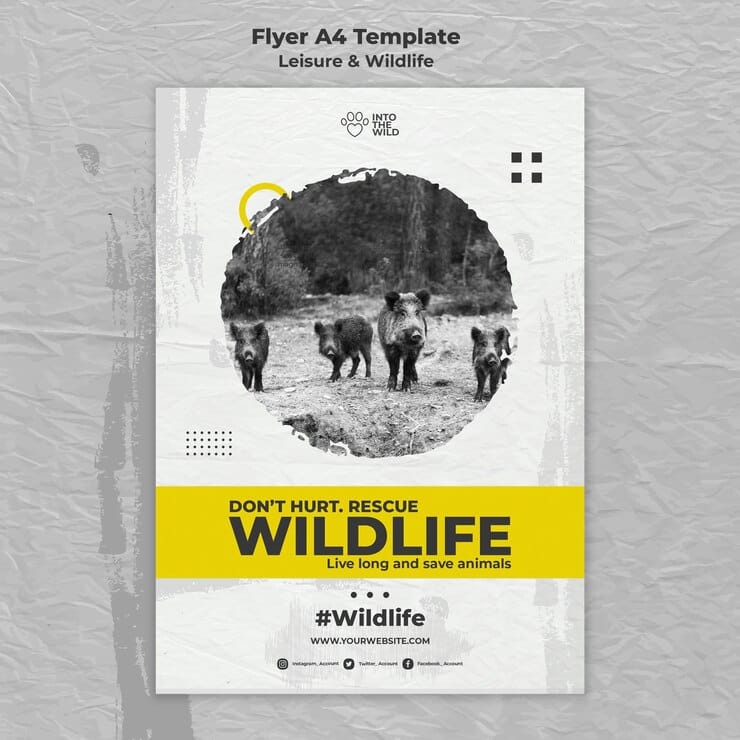 Flyer A4 Template
Leisure & Wildlife
INTO
THE
WILD
DON'T HURT. RESCUE
WILDLIFE
Live long and save animals
#Wildlife
WWW.YOURWEBSITE.COM
Instagram_Account Twitter_Account Facebook_Account